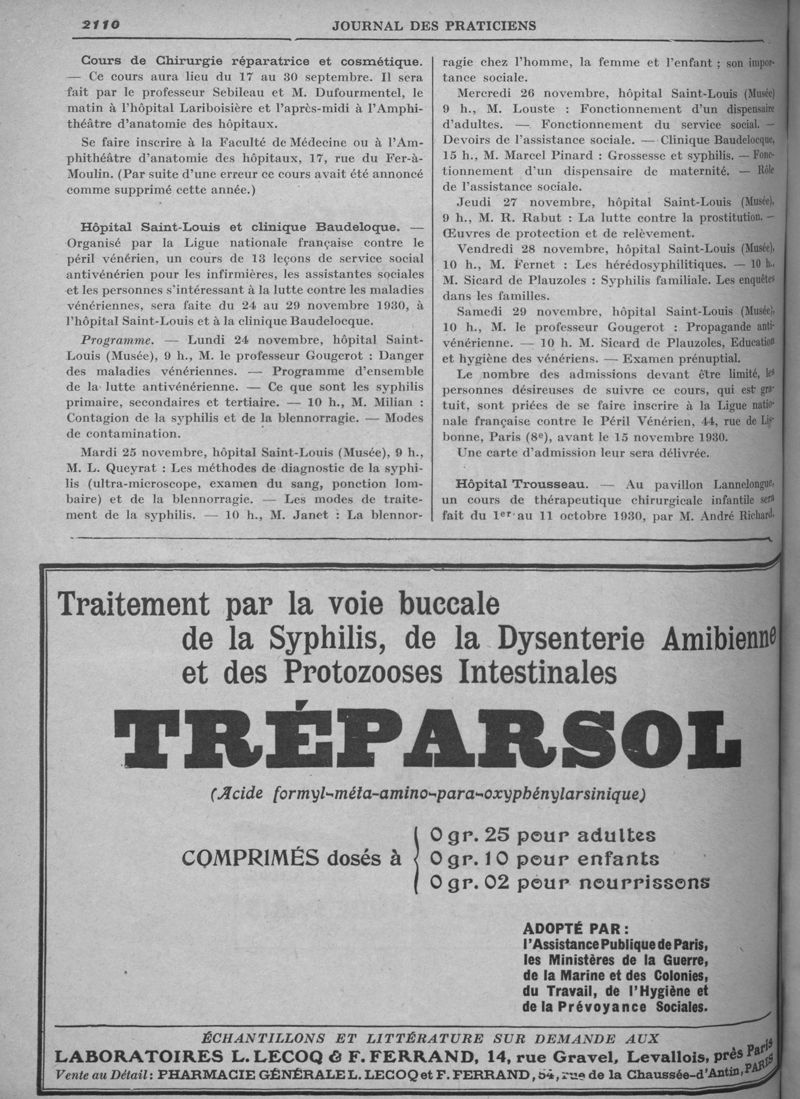 2110
JOURNAL DES PRATICIENS
Cours de Chirurgie réparatrice et cosmétique.
— Ce cours aura lieu du 17 au 30 septembre. Il sera
fait par le professeur Sebileau et M. Dufourmentel, le
matin à l'hôpital Lariboisière et l'après-midi à l'Amphi-
théâtre d'anatomie des hôpitaux.
Se faire inscrire à la Faculté de Médecine ou à l'Am-
phithéâtre d'anatomie des hôpitaux, 17, rue du Fer-à-
Moulin. (Par suite d'une erreur ce cours avait été annoncé
comme supprimé cette année.)
Hôpital Saint-Louis et clinique Baudeloque. —
Organisé par la Ligue nationale française contre le
péril vénérien, un cours de 13 leçons de service social
antivénérien pour les infirmières, les assistantes sociales
et les personnes s'intéressant à la lutte contre les maladies
vénériennes, sera faite du 24 au 29 novembre 1930, à
l'hôpital Saint-Louis et à la clinique Baudelocque.
Programme. — Lundi 24 novembre, hôpital Saint-
Louis (Musée), 9 h., M. le professeur Gougerot : Danger
des maladies vénériennes. — Programme d'ensemble
de la lutte antivénérienne. — Ce que sont les syphilis
primaire, secondaires et tertiaire. — 10 h., M. Milian :
Contagion de la syphilis et de la blennorragie. — Modes
de contamination.
Mardi 25 novembre, hôpital Saint-Louis (Musée), 9 h.,
M. L. Queyrat : Les méthodes de diagnostic de la syphi-
lis (ultra-microscope, examen du sang, ponction lom-
baire) et de la blennorragie. — Les modes de traite-
ment de la syphilis. — 10 h., M. Janet : La blennor-
ragie chez l'homme, la femme et l'enfant ; son impor-
tance sociale.
Mercredi 26 novembre, hôpital Saint-Louis (Musée)
9 h., M. Louste : Fonctionnement d'un dispensaire
d'adultes. — Fonctionnement du service social. —
Devoirs de l'assistance sociale. — Clinique Baudelocque,
15 h., M. Marcel Pinard : Grossesse et syphilis. — Fonc-
tionnement d'un dispensaire de maternité. — Rôle
de l'assistance sociale.
Jeudi 27 novembre, hôpital Saint-Louis (Musée),
9 h., M. R. Rabut : La lutte contre la prostitution. —
Œuvres de protection et de relèvement.
Vendredi 28 novembre, hôpital Saint-Louis (Musée),
10 h., M. Fernet : Les hérédosyphilitiques. — 10 h.,
M. Sicard de Plauzoles : Syphilis familiale. Les enquêtes
dans les familles.
Samedi 29 novembre, hôpital Saint-Louis (Musée),
10 h., M. le professeur Gougerot : Propagande anti-
vénérienne. — 10 h. M. Sicard de Plauzoles, Education
et hygiène des vénériens. — Examen prénuptial.
Le nombre des admissions devant être limité, les
personnes désireuses de suivre ce cours, qui est gra-
tuit, sont priées de se faire inscrire à la Ligue natio-
nale française contre le Péril Vénérien, 44, rue de Lis-
bonne, Paris (8e), avant le 15 novembre 1930.
Une carte d'admission leur sera délivrée.
Hôpital Trousseau. — Au pavillon Lannelongue,
un cours de thérapeutique chirurgicale infantile sera
fait du 1er au 11 octobre 1930, par M. André Richard.
Traitement par la voie buccale
de la Syphilis, de la Dysenterie Amibienne
et des Protozooses Intestinales
TRÉPARSOL
(Acide formyl-méta-amino-para-oxyphénylarsinique)
COMPRIMÉS dosés à
0 gr. 25 pour adultes
0 gr. 10 pour enfants
0 gr. 02 pour nourrissons
ADOPTÉ PAR :
l'Assistance Publique de Paris,
les Ministères de la Guerre,
de la Marine et des Colonies,
du Travail, de l'Hygiène et
de la Prévoyance Sociales.
ÉCHANTILLONS ET LITTÉRATURE SUR DEMANDE AUX
LABORATOIRES L. LECOQ & F. FERRAND, 14, rue Gravel, Levallois, près Paris
Vente au Détail : PHARMACIE GÉNÉRALE L. LECOQ et F. FERRAND, 54, rue de la Chaussée-d'Antin, PARIS